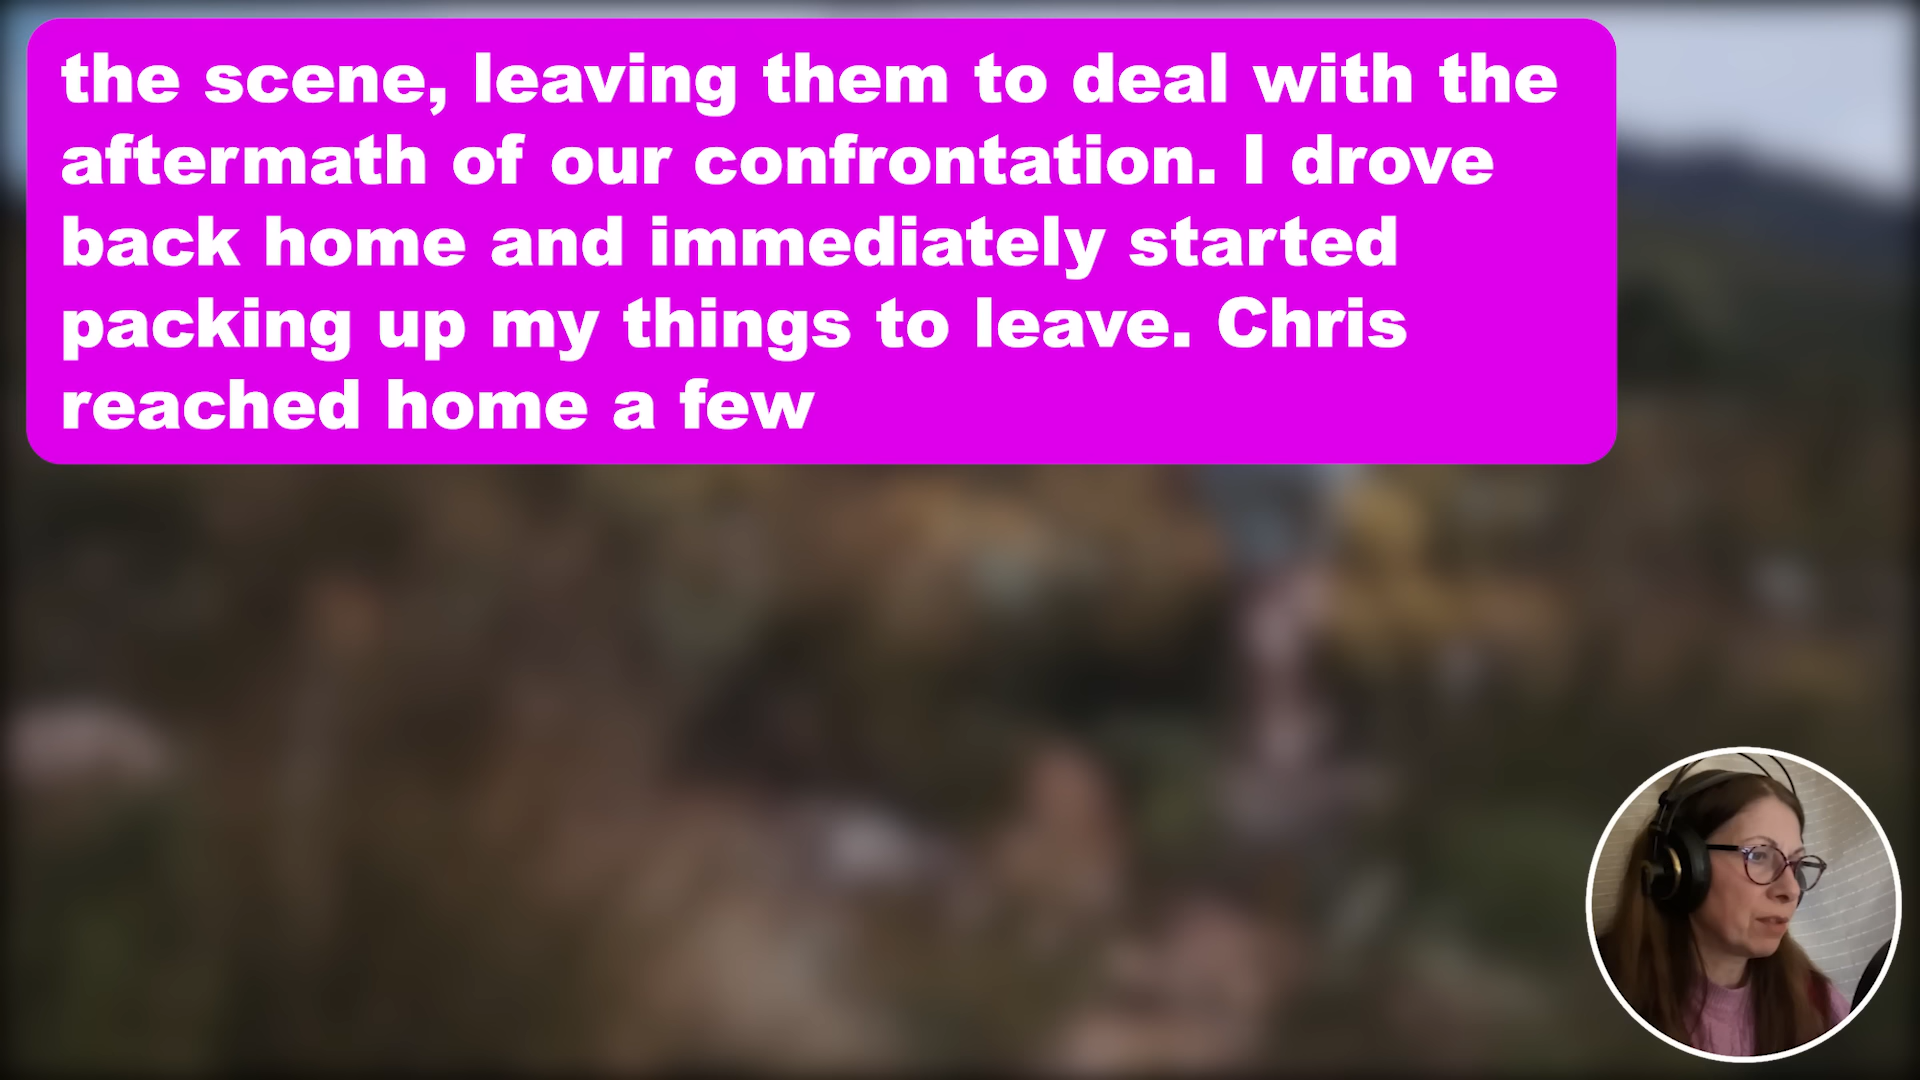 the scene, leaving them to deal with the
aftermath of our confrontation. I drove
back home and immediately started
packing up my things to leave. Chris
reached home a few